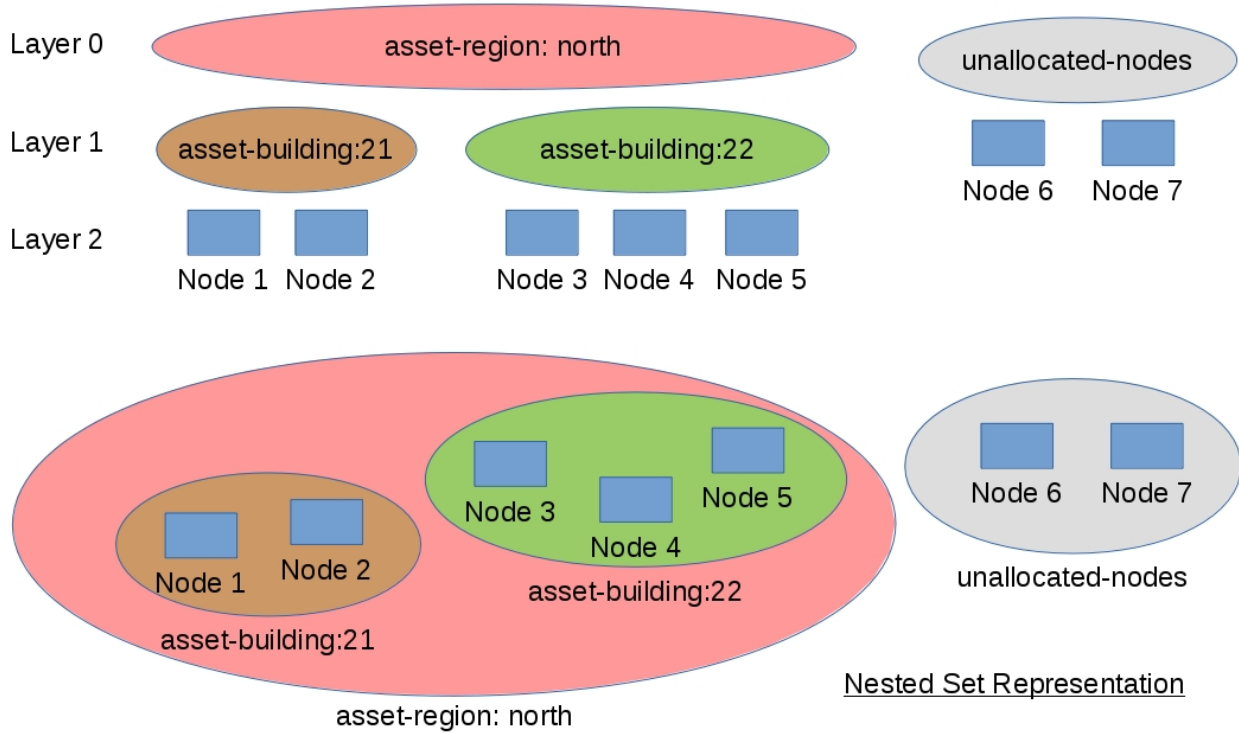 Layer 0
asset-region: north
unallocated-nodes
Layer 1
asset-building:21
asset-building:22
Node 6
Node 7
Layer 2
Node 1
Node 2
Node 3
Node 4
Node 5
Node 3
Node 5
Node 6
Node 7
Node 4
Node 1
Node 2
asset-building:22
unallocated-nodes
asset-building:21
Nested Set Representation
asset-region: north